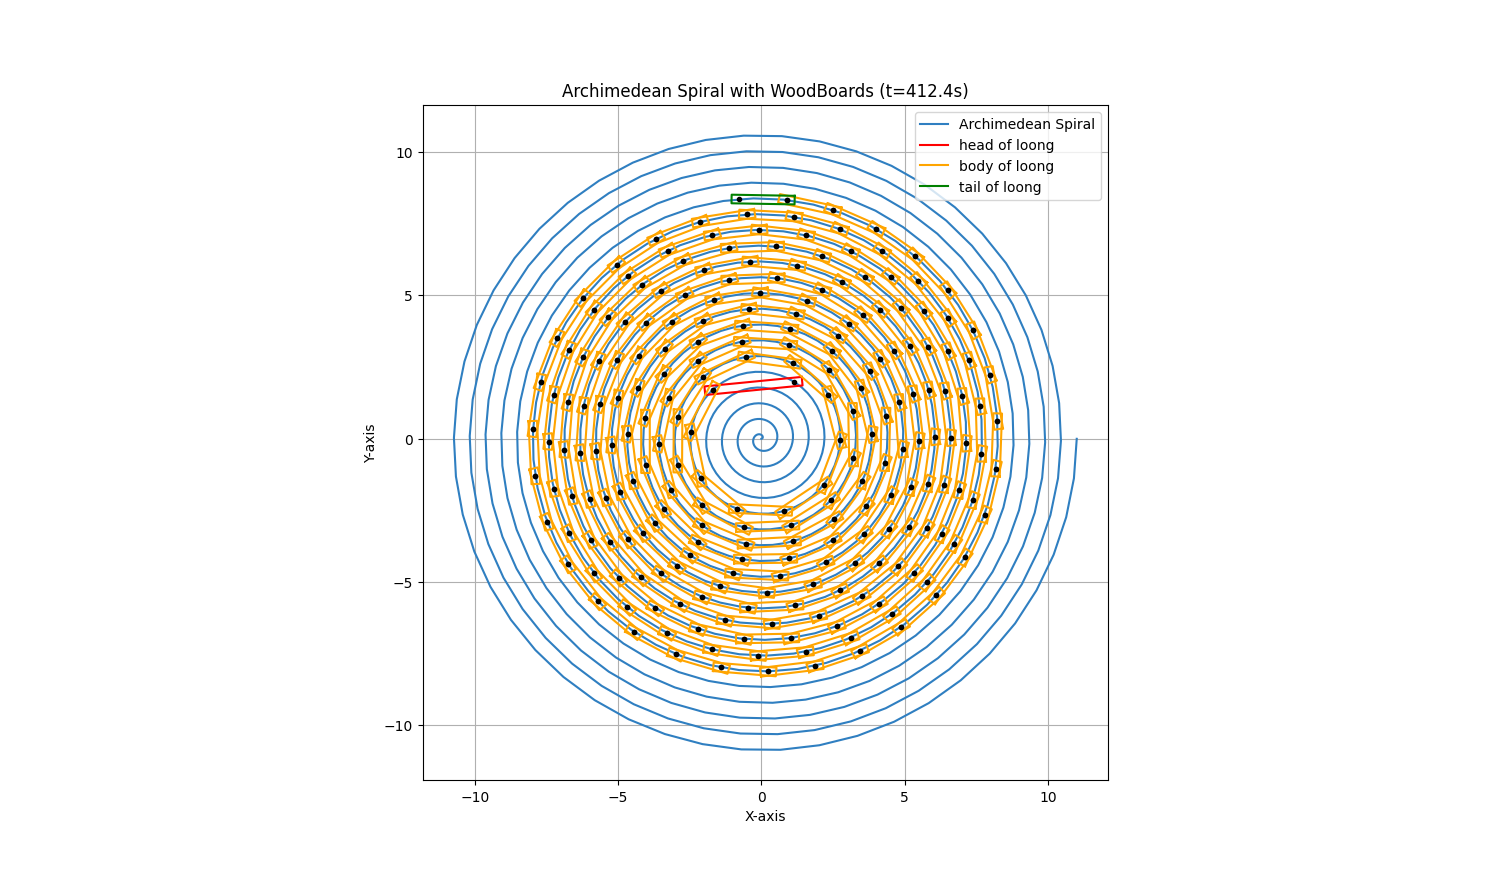 Archimedean Spiral with WoodBoards (t=412.4s)
Archimedean Spiral
head of loong
body of loong
tail of loong
10
5
0
−5
−10
Y-axis
−10 −5 0 5 10
X-axis